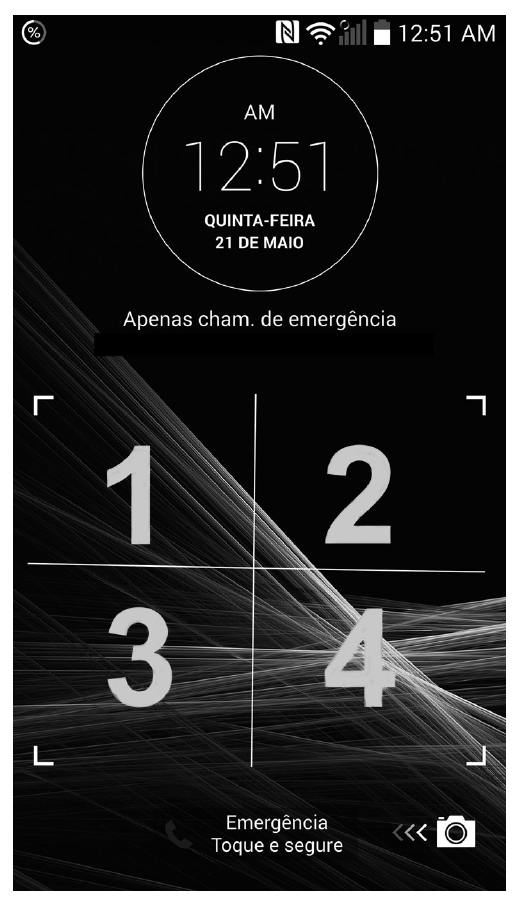 %
12:51 AM
AM
12:51
QUINTA-FEIRA
21 DE MAIO
Apenas cham. de emergência
1 2
3 4
Emergência
Toque e segure